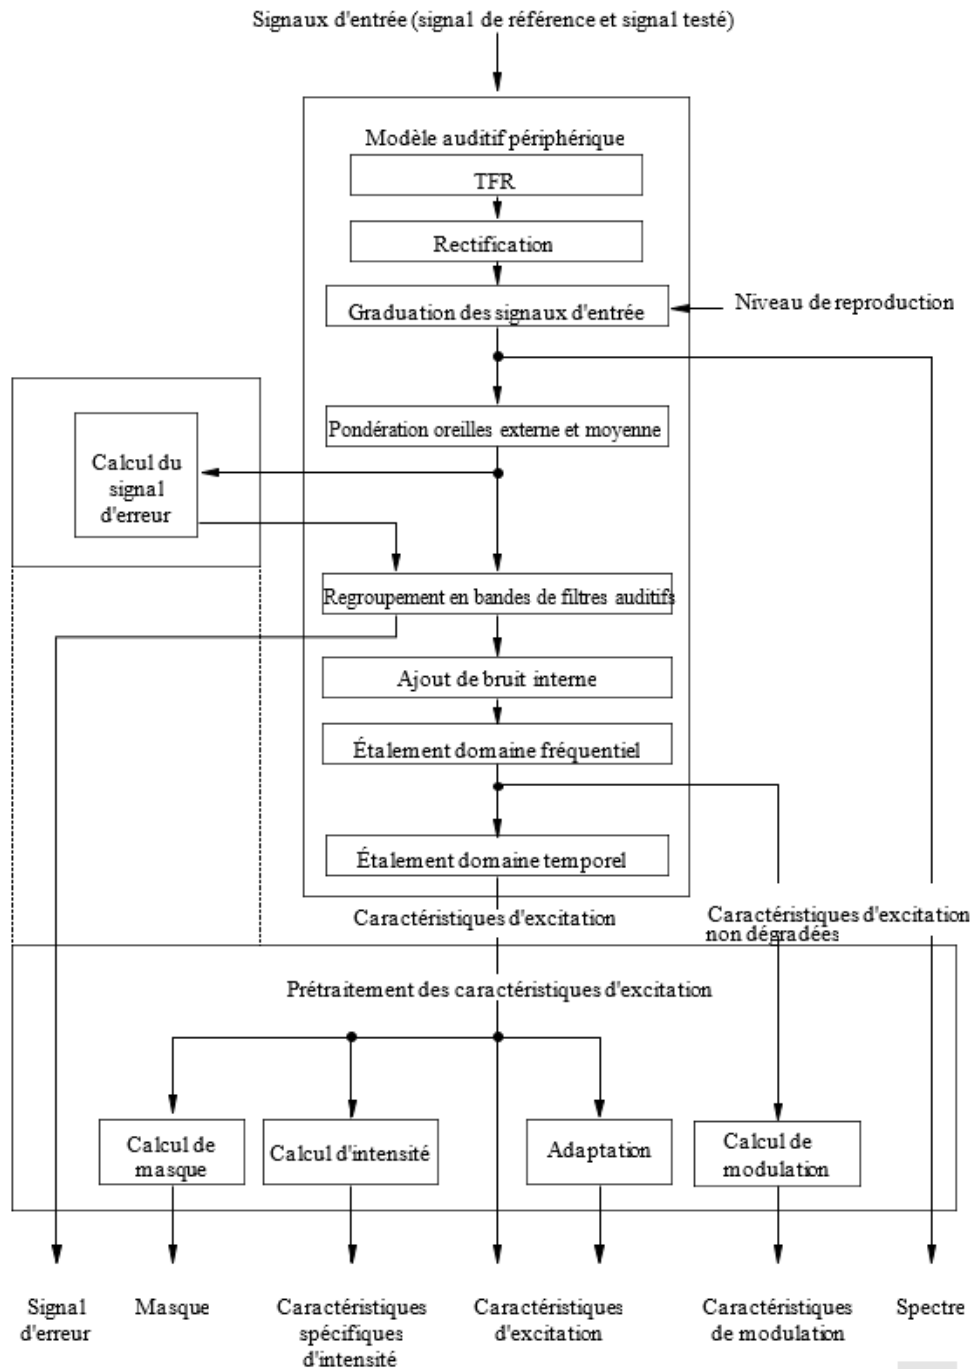 Signaux d'entrée (signal de référence et signal testé)
Modèle auditif périphérique
TFR
Rectification
Graduation des signaux d'entrée
Niveau de reproduction
Pondération oreilles externe et moyenne
Calcul du
signal
d'erreur
Regroupement en bandes de filtres auditifs
Ajout de bruit interne
Étalement domaine fréquentiel
Étalement domaine temporel
Caractéristiques d'excitation
Caractéristiques d'excitation
non dégradées
Prétraitement des caractéristiques d'excitation
Calcul de
masque
Calcul d'intensité
Adaptation
Calcul de
modulation
Signal
d'erreur
Masque
Caractéristiques
spécifiques
d'intensité
Caractéristiques
d'excitation
Caractéristiques
de modulation
Spectre